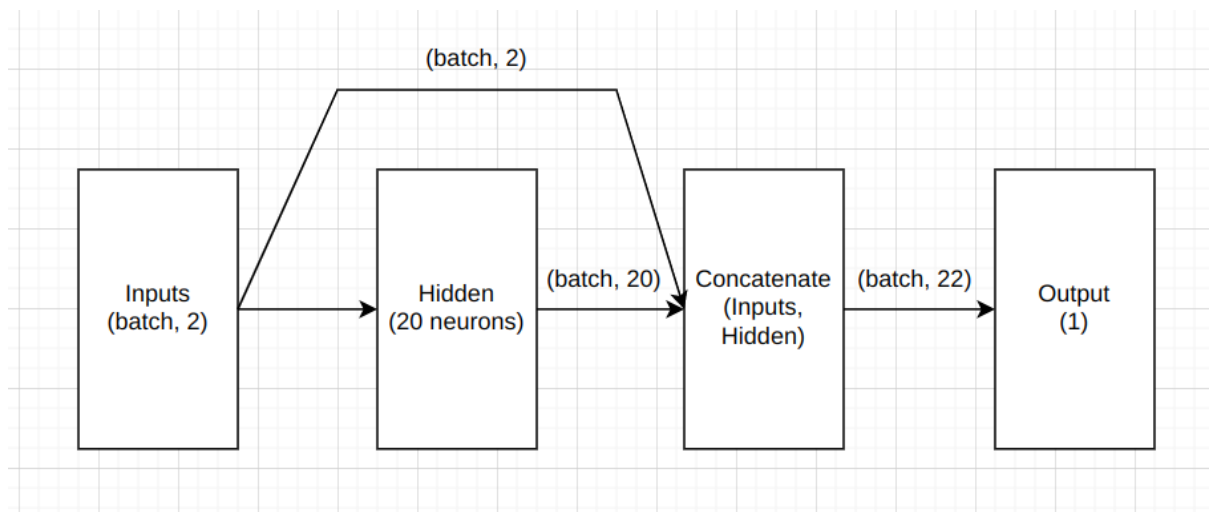 (batch, 2)
Inputs
(batch, 2)
Hidden
(20 neurons)
(batch, 20)
Concatenate
(Inputs,
Hidden)
(batch, 22)
Output
(1)